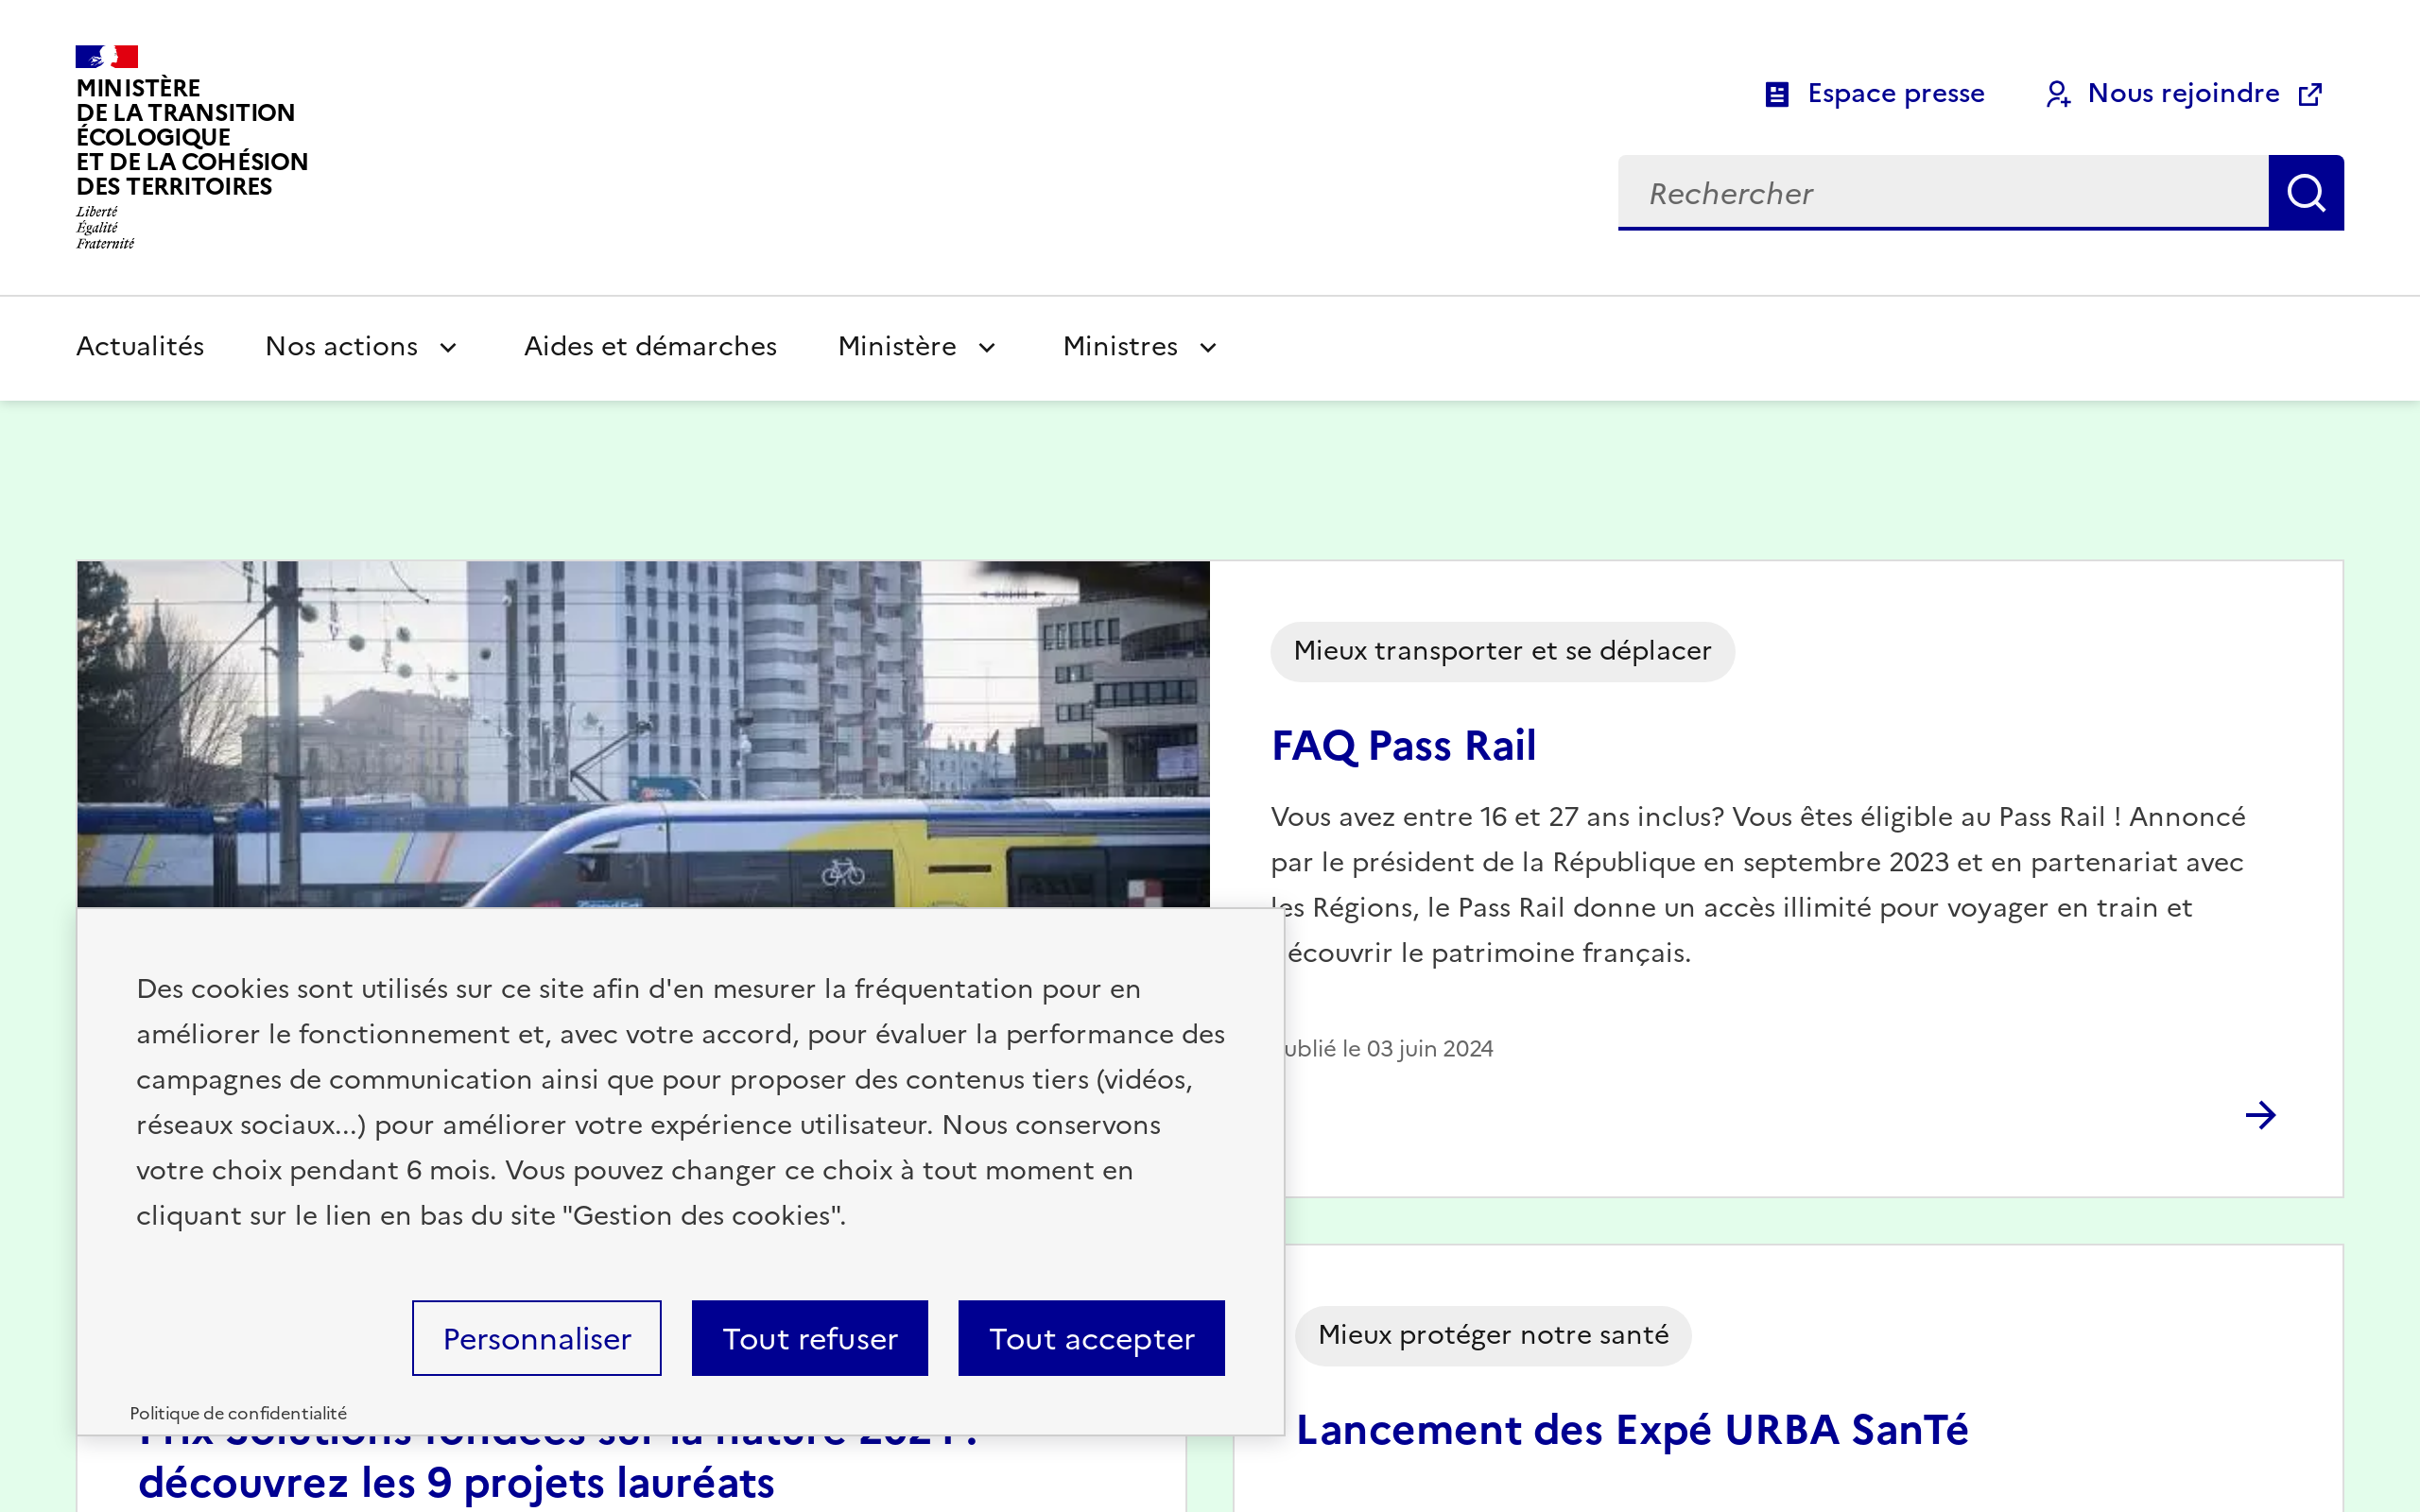 MINISTÈRE
DE LA TRANSITION
ÉCOLOGIQUE
ET DE LA COHÉSION
DES TERRITOIRES
Liberté
Égalité
Fraternité
Espace presse
Nous rejoindre
Rechercher
Actualités
Nos actions
Aides et démarches
Ministère
Ministres
Mieux transporter et se déplacer
FAQ Pass Rail
Vous avez entre 16 et 27 ans inclus? Vous êtes éligible au Pass Rail ! Annoncé
par le président de la République en septembre 2023 et en partenariat avec
les Régions, le Pass Rail donne un accès illimité pour voyager en train et
écouvrir le patrimoine français.
ublié le 03 juin 2024
Des cookies sont utilisés sur ce site afin d'en mesurer la fréquentation pour en
améliorer le fonctionnement et, avec votre accord, pour évaluer la performance des
campagnes de communication ainsi que pour proposer des contenus tiers (vidéos,
réseaux sociaux...) pour améliorer votre expérience utilisateur. Nous conservons
votre choix pendant 6 mois. Vous pouvez changer ce choix à tout moment en
cliquant sur le lien en bas du site "Gestion des cookies".
Personnaliser
Tout refuser
Tout accepter
Politique de confidentialité
Prix Solutions fondées sur la nature 2024 :
découvrez les 9 projets lauréats
Mieux protéger notre santé
Lancement des Expé URBA SanTé